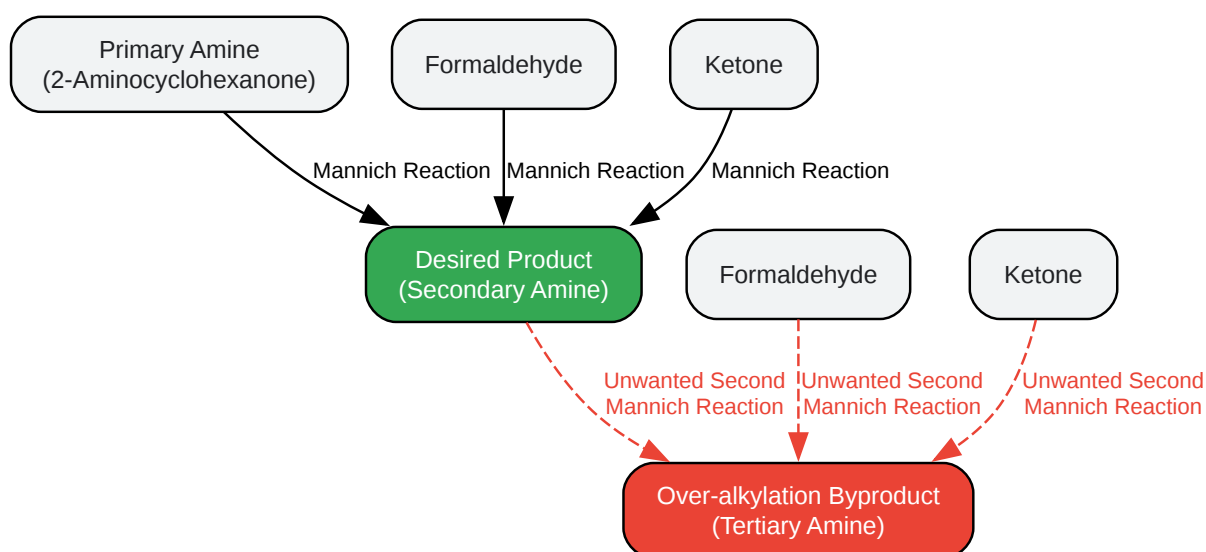 Primary Amine
(2-Aminocyclohexanone)
Formaldehyde
Ketone
Mannich Reaction
Mannich Reaction
Mannich Reaction
Desired Product
(Secondary Amine)
Formaldehyde
Ketone
Unwanted Second
Mannich Reaction
Unwanted Second
Mannich Reaction
Unwanted Second
Mannich Reaction
Over-alkylation Byproduct
(Tertiary Amine)